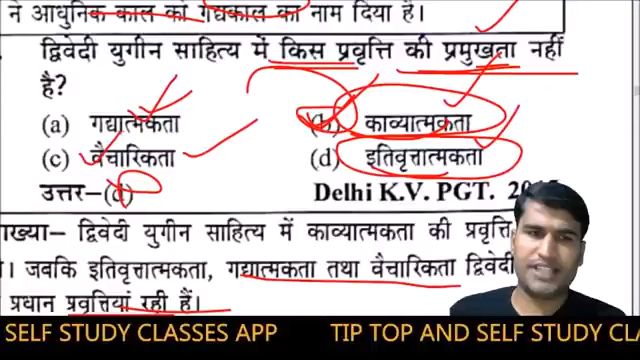 ने आधुनिक काल को गद्यकाल का नाम दिया है।
द्विवेदी युगीन साहित्य में किस प्रवृत्ति की प्रमुखता नहीं
है?
(a) गद्यात्मकता (b) काव्यात्मकता
(c) वैचारिकता (d) इतिवृत्तात्मकता
उत्तर–(d) Delhi K.V. PGT.
ख्या– द्विवेदी युगीन साहित्य में काव्यात्मकता की प्रवृत्ति
। जबकि इतिवृत्तात्मकता, गद्यात्मकता तथा वैचारिकता द्विवेदी
प्रधान प्रवृत्तियां रही हैं।
SELF STUDY CLASSES APP TIP TOP AND SELF STUDY CLA